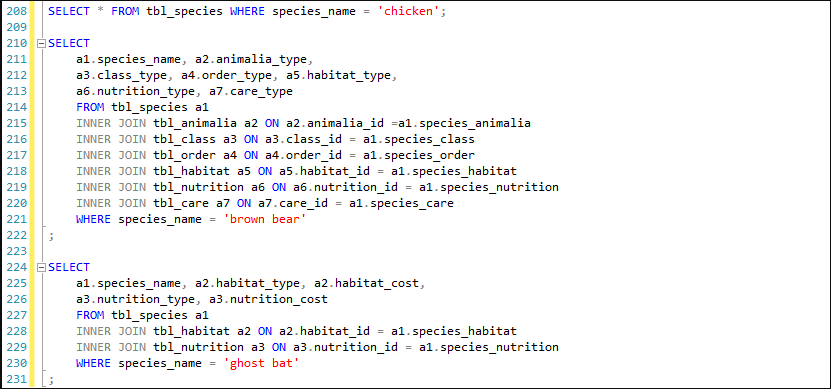 208 SELECT * FROM tbl_species WHERE species_name = 'chicken';
209
210 SELECT
211 a1.species_name, a2.animalia_type,
212 a3.class_type, a4.order_type, a5.habitat_type,
213 a6.nutrition_type, a7.care_type
214 FROM tbl_species a1
215 INNER JOIN tbl_animalia a2 ON a2.animalia_id =a1.species_animalia
216 INNER JOIN tbl_class a3 ON a3.class_id = a1.species_class
217 INNER JOIN tbl_order a4 ON a4.order_id = a1.species_order
218 INNER JOIN tbl_habitat a5 ON a5.habitat_id = a1.species_habitat
219 INNER JOIN tbl_nutrition a6 ON a6.nutrition_id = a1.species_nutrition
220 INNER JOIN tbl_care a7 ON a7.care_id = a1.species_care
221 WHERE species_name = 'brown bear'
222 ;
223
224 SELECT
225 a1.species_name, a2.habitat_type, a2.habitat_cost,
226 a3.nutrition_type, a3.nutrition_cost
227 FROM tbl_species a1
228 INNER JOIN tbl_habitat a2 ON a2.habitat_id = a1.species_habitat
229 INNER JOIN tbl_nutrition a3 ON a3.nutrition_id = a1.species_nutrition
230 WHERE species_name = 'ghost bat'
231 ;